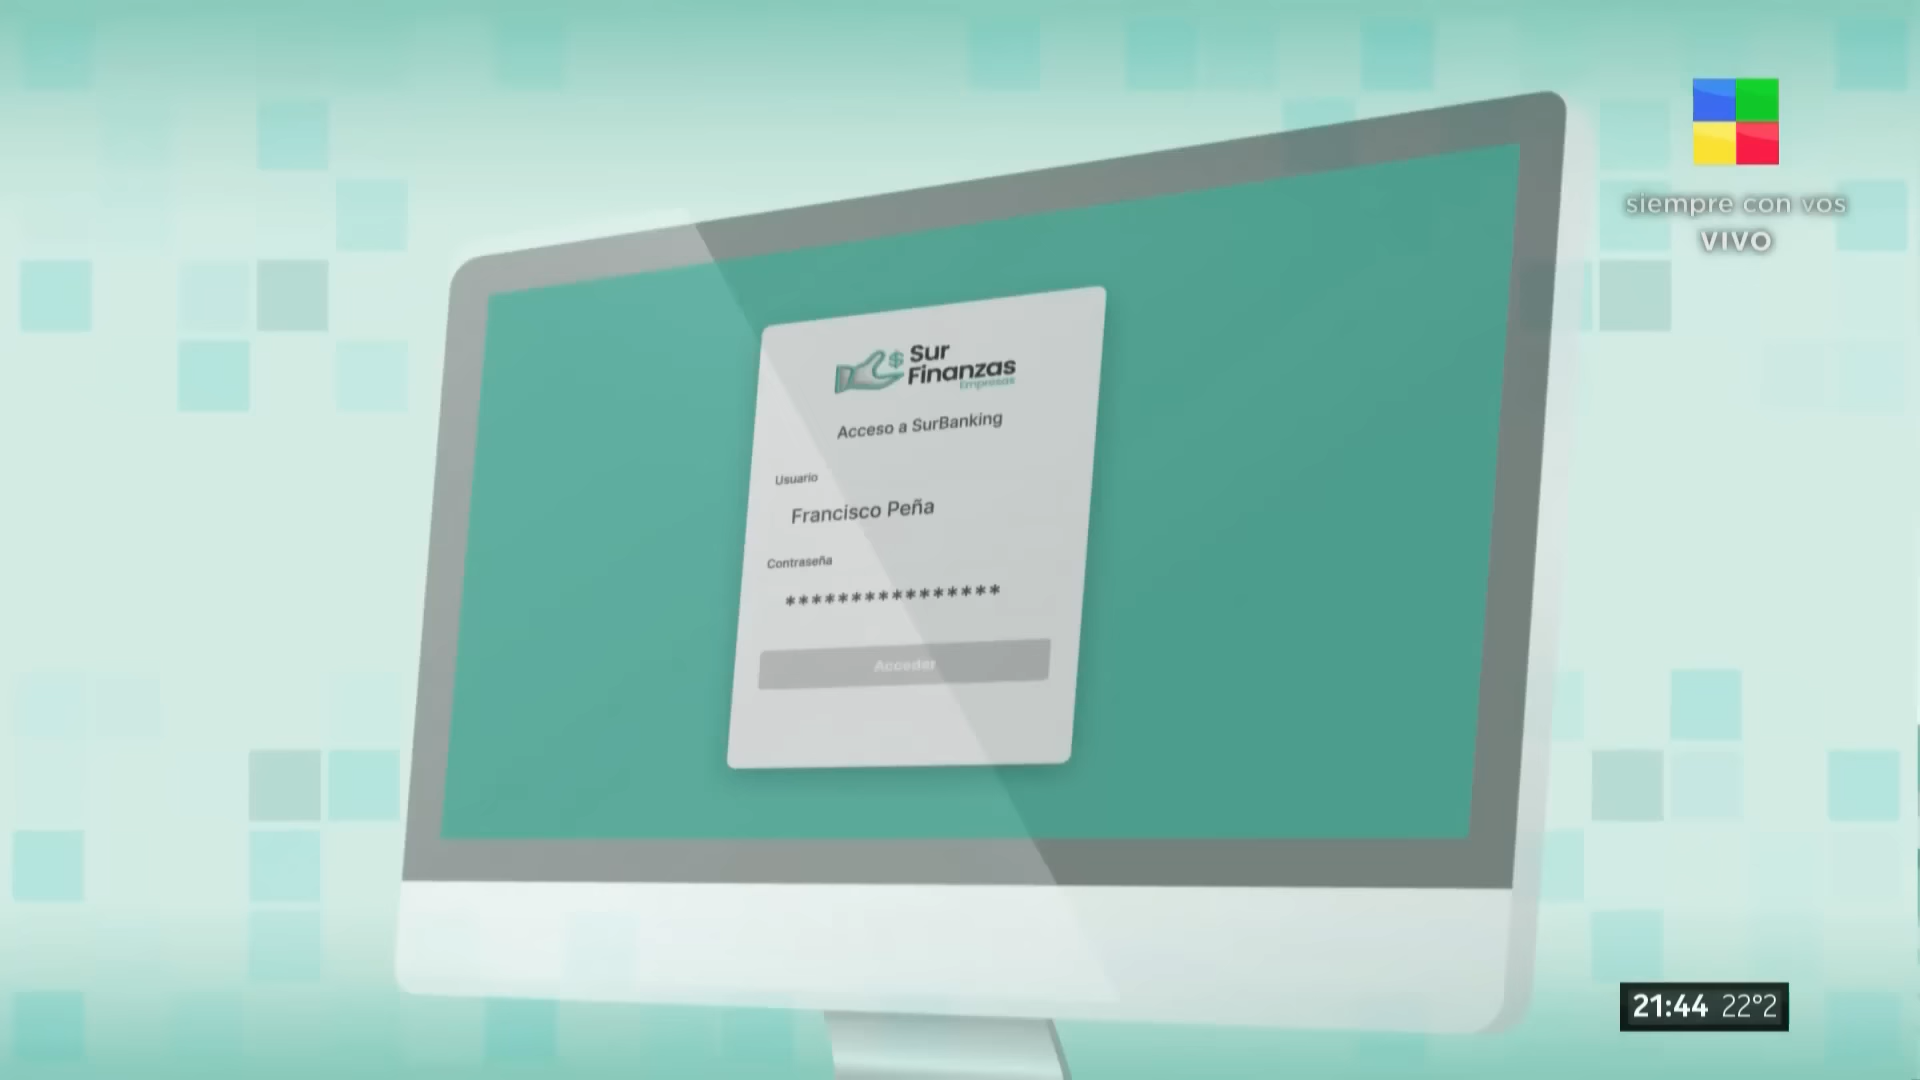 siempre con vos
VIVO
Sur
Finanzas
Empresas
Acceso a SurBanking
Usuario
Francisco Peña
Contraseña
****************
Acceder
21:44 22°2